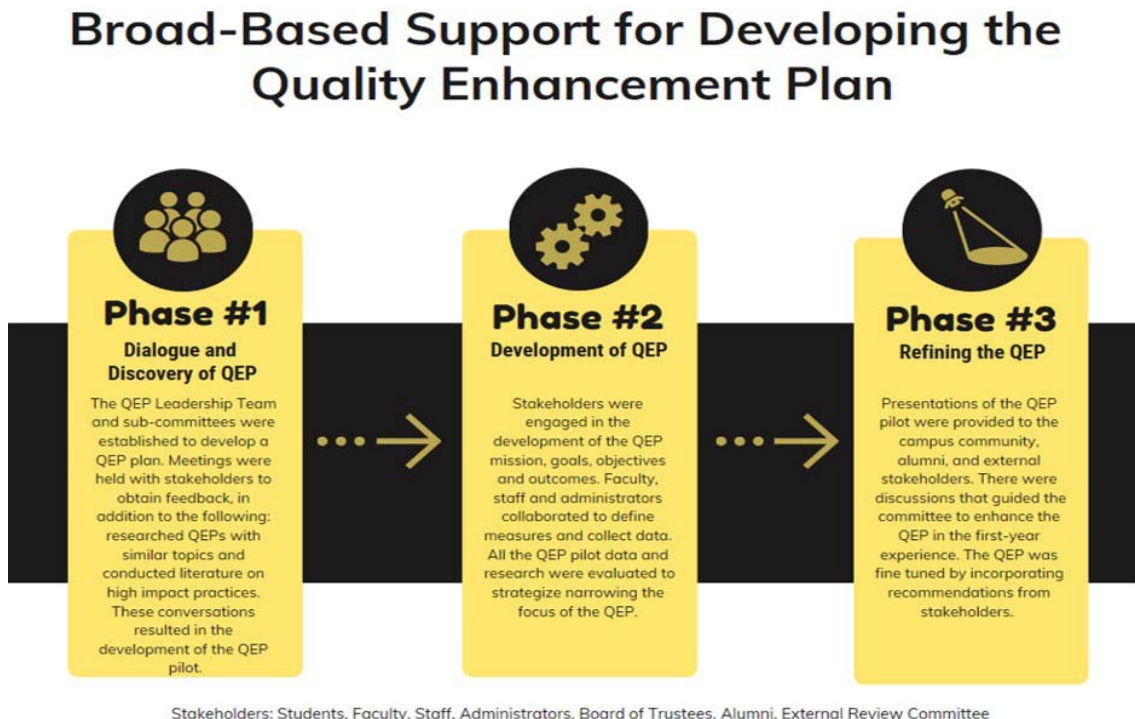 Broad-Based Support for Developing the
Quality Enhancement Plan
Phase #1
Dialogue and
Discovery of QEP
The QEP Leadership Team
and sub-committees were
established to develop a
QEP plan. Meetings were
held with stakeholders to
obtain feedback, in
addition to the following:
researched QEPs with
similar topics and
conducted literature on
high impact practices.
These conversations
resulted in the
development of the QEP
pilot.
Phase #2
Development of QEP
Stakeholders were
engaged in the
development of the QEP
mission, goals, objectives
and outcomes. Faculty,
staff and administrators
collaborated to define
measures and collect data.
All the QEP pilot data and
research were evaluated to
strategize narrowing the
focus of the QEP.
Phase #3
Refining the QEP
Presentations of the QEP
pilot were provided to the
campus community,
alumni, and external
stakeholders. There were
discussions that guided the
committee to enhance the
QEP in the first-year
experience. The QEP was
fine tuned by incorporating
recommendations from
stakeholders.
Stakeholders: Students, Faculty, Staff, Administrators, Board of Trustees, Alumni, External Review Committee